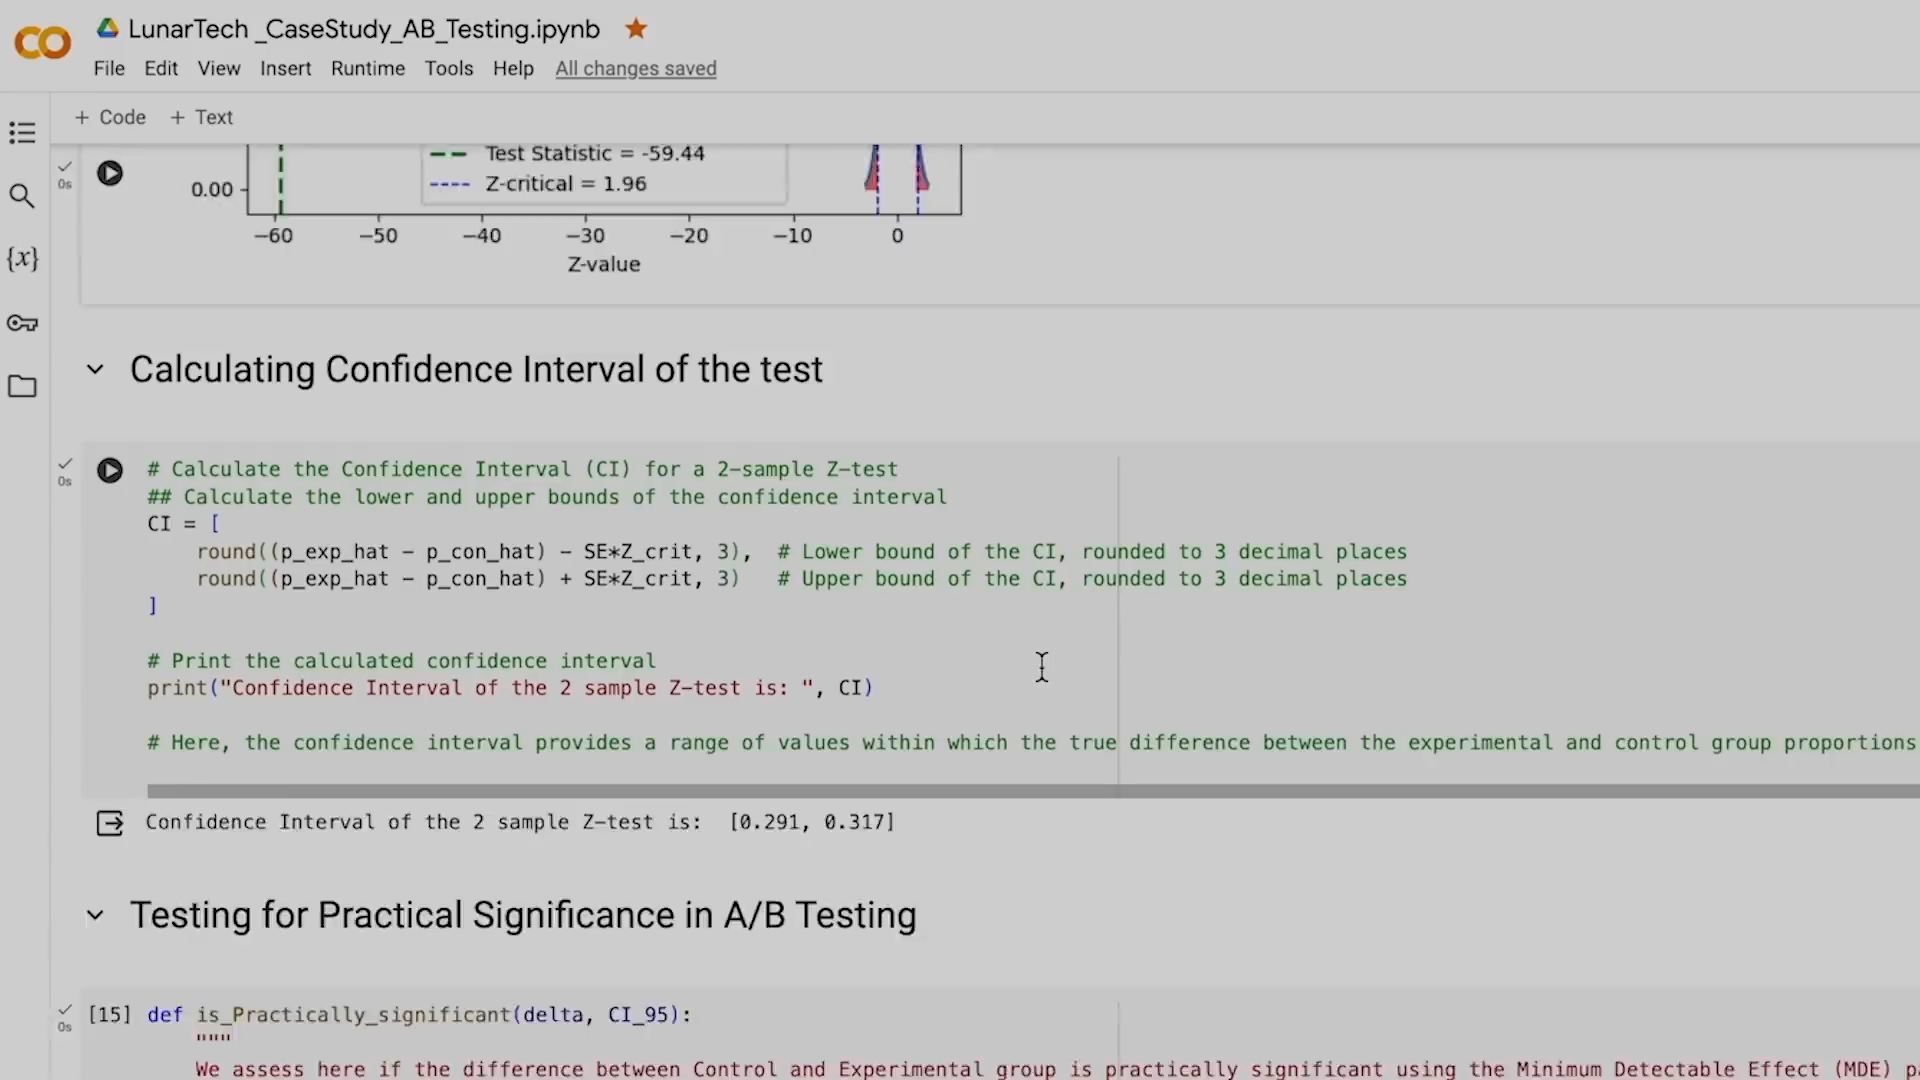 LunarTech _CaseStudy_AB_Testing.ipynb
File Edit View Insert Runtime Tools Help All changes saved
+ Code + Text
Test Statistic = -59.44
Z-critical = 1.96
0.00
0s
−60 −50 −40 −30 −20 −10 0
Z-value
{x}
Calculating Confidence Interval of the test
0s
# Calculate the Confidence Interval (CI) for a 2-sample Z-test
## Calculate the lower and upper bounds of the confidence interval
CI = [
round((p_exp_hat - p_con_hat) - SE*Z_crit, 3), # Lower bound of the CI, rounded to 3 decimal places
round((p_exp_hat - p_con_hat) + SE*Z_crit, 3) # Upper bound of the CI, rounded to 3 decimal places
]
# Print the calculated confidence interval
print("Confidence Interval of the 2 sample Z-test is: ", CI)
# Here, the confidence interval provides a range of values within which the true difference between the experimental and control group proportions
Confidence Interval of the 2 sample Z-test is: [0.291, 0.317]
Testing for Practical Significance in A/B Testing
[15] def is_Practically_significant(delta, CI_95):
0s
"""
We assess here if the difference between Control and Experimental group is practically significant using the Minimum Detectable Effect (MDE)